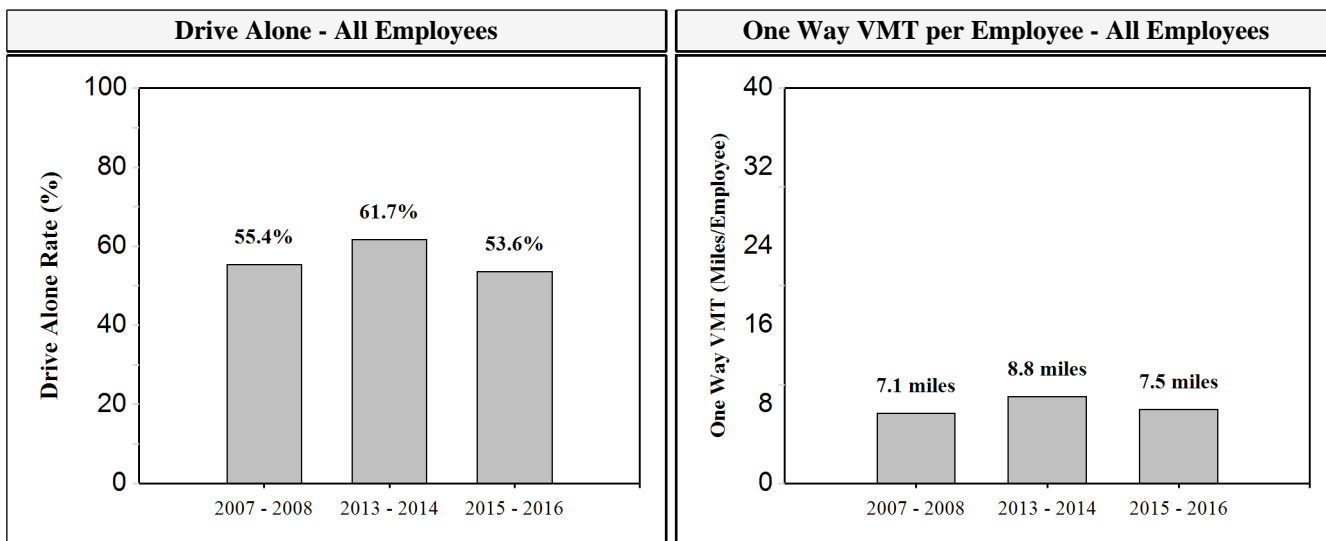 Drive Alone - All Employees
One Way VMT per Employee - All Employees
Drive Alone Rate (%)
100
80
60
40
20
0
55.4%
61.7%
53.6%
2007 - 2008
2013 - 2014
2015 - 2016
One Way VMT (Miles/Employee)
40
32
24
16
8
0
7.1 miles
8.8 miles
7.5 miles
2007 - 2008
2013 - 2014
2015 - 2016